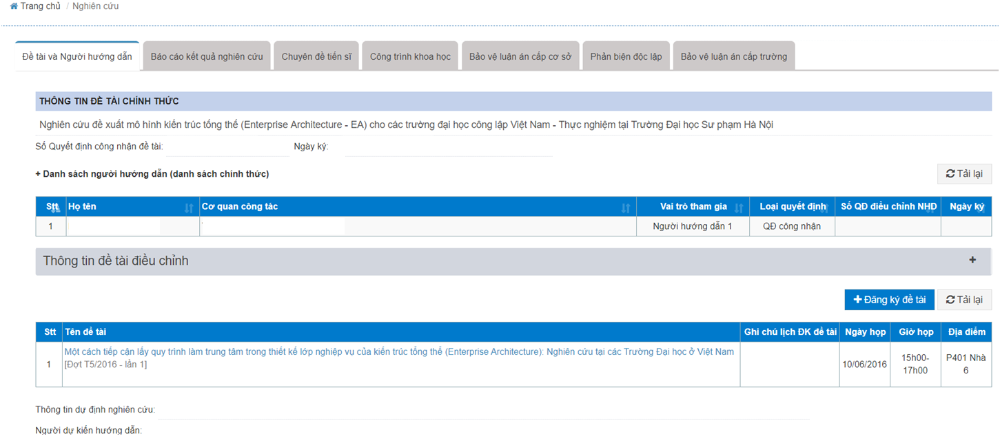 Trang chủ / Nghiên cứu
Đề tài và Người hướng dẫn
Báo cáo kết quả nghiên cứu
Chuyên đề tiến sĩ
Công trình khoa học
Bảo vệ luận án cấp cơ sở
Phản biện độc lập
Bảo vệ luận án cấp trường
THÔNG TIN ĐỀ TÀI CHÍNH THỨC
Nghiên cứu đề xuất mô hình kiến trúc tổng thể (Enterprise Architecture - EA) cho các trường đại học công lập Việt Nam - Thực nghiệm tại Trường Đại học Sư phạm Hà Nội
Số Quyết định công nhận đề tài: Ngày ký:
+ Danh sách người hướng dẫn (danh sách chính thức)
Tải lại
Stt Họ tên Cơ quan công tác Vai trò tham gia Loại quyết định Số QĐ điều chỉnh NHD Ngày ký
1 Người hướng dẫn 1 QĐ công nhận
Thông tin đề tài điều chỉnh +
+ Đăng ký đề tài Tải lại
Stt Tên đề tài Ghi chú lịch ĐK đề tài Ngày họp Giờ họp Địa điểm
1 Một cách tiếp cận lấy quy trình làm trung tâm trong thiết kế lớp nghiệp vụ của kiến trúc tổng thể (Enterprise Architecture): Nghiên cứu tại các Trường Đại học ở Việt Nam
[Đợt T5/2016 - lần 1]
10/06/2016
15h00-
17h00
P401 Nhà
6
Thông tin dự định nghiên cứu:
Người dự kiến hướng dẫn: